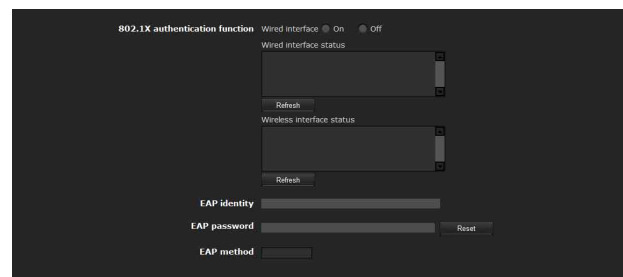 802.1X authentication function Wired interface On Off
Wired interface status
Refresh
Wireless interface status
Refresh
EAP identity
EAP password Reset
EAP method